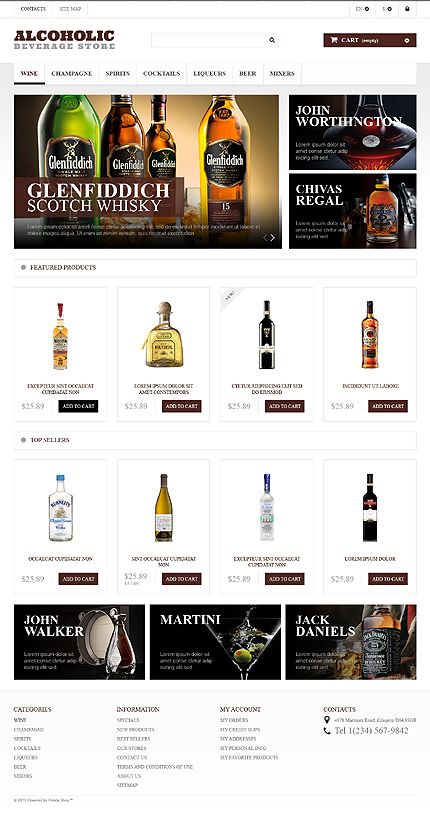 CONTACTS SITE MAP EN $
ALCOHOLIC
BEVERAGE STORE
CART (empty)
WINE CHAMPAGNE SPIRITS COCKTAILS LIQUEURS BEER MIXERS
Glenfiddich
Glenfiddich
Glenfiddich
15
GLENFIDDICH
SCOTCH WHISKY
Lorem ipsum dolor sit amet conse ctetur adipisicing elit, sed do eiusmod tempor incididunt ut labore et
dolore magna aliqua. Ut enim ad minim veniam, quis nostrud exercitation
JOHN
WORTHINGTON
Lorem ipsum dolor sit
amet conse ctetur adip
isicing elit sed.
CHIVAS
REGAL
Lorem ipsum dolor sit
amet conse ctetur adip
isicing elit sed.
FEATURED PRODUCTS
NEW!
EXCEPTEUR SINT OCCAECAT
CUPIDATAT NON
$25.89 ADD TO CART
LOREM IPSUM DOLOR SIT
AMET CONSTEMPORS
$25.89 ADD TO CART
CTETUR ADIPISICING ELIT SED
DO EIUSMOD
$25.89 ADD TO CART
INCIDIDUNT UT LABORE
$25.89 ADD TO CART
TOP SELLERS
OCCAECAT CUPIDATAT NON
$25.89 ADD TO CART
SINT OCCAECAT CUPIDATAT
NON
$25.89 ADD TO CART
EXCEPTEUR SINT OCCAECAT
CUPIDATAT NON
$25.89 ADD TO CART
LOREM IPSUM DOLOR
$25.89 ADD TO CART
JOHN
WALKER
Lorem ipsum dolor sit
amet conse ctetur adip
isicing elit sed.
MARTINI
Lorem ipsum dolor sit
amet conse ctetur adip
isicing elit sed.
JACK
DANIELS
Lorem ipsum dolor sit
amet conse ctetur adip
isicing elit sed.
CATEGORIES
WINE
CHAMPAGNE
SPIRITS
COCKTAILS
LIQUEURS
BEER
MIXERS
INFORMATION
SPECIALS
NEW PRODUCTS
BEST SELLERS
OUR STORES
CONTACT US
TERMS AND CONDITIONS OF USE
ABOUT US
SITEMAP
MY ACCOUNT
MY ORDERS
MY CREDIT SLIPS
MY ADDRESSES
MY PERSONAL INFO
MY FAVORITE PRODUCTS
CONTACTS
4578 Marmora Road, Glasgow D04 89GR
Tel 1(234) 567-9842
© 2013 Powered by Presta Shop™